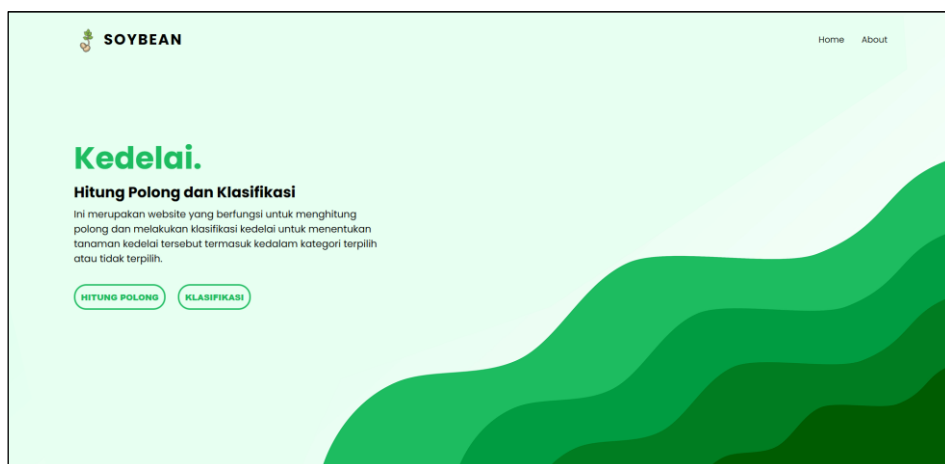 SOYBEAN
Home About
Kedelai.
Hitung Polong dan Klasifikasi
Ini merupakan website yang berfungsi untuk menghitung
polong dan melakukan klasifikasi kedelai untuk menentukan
tanaman kedelai tersebut termasuk kedalam kategori terpilih
atau tidak terpilih.
HITUNG POLONG KLASIFIKASI